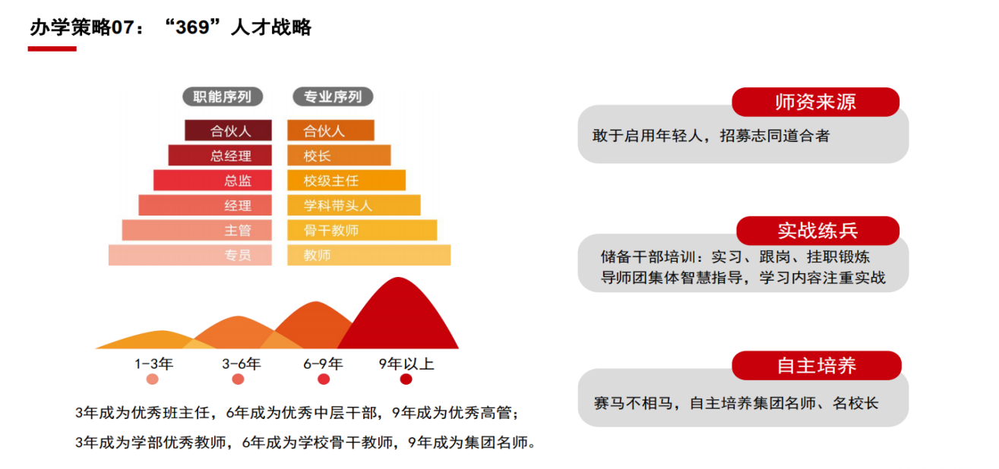 办学策略07：“369”人才战略
职能序列
合伙人
总经理
总监
经理
主管
专员
专业序列
合伙人
校长
校级主任
学科带头人
骨干教师
教师
1-3年
3-6年
6-9年
9年以上
3年成为优秀班主任，6年成为优秀中层干部，9年成为优秀高管；
3年成为学部优秀教师，6年成为学校骨干教师，9年成为集团名师。
师资来源
敢于启用年轻人，招募志同道合者
实战练兵
储备干部培训：实习、跟岗、挂职锻炼
导师团集体智慧指导，学习内容注重实战
自主培养
赛马不相马，自主培养集团名师、名校长